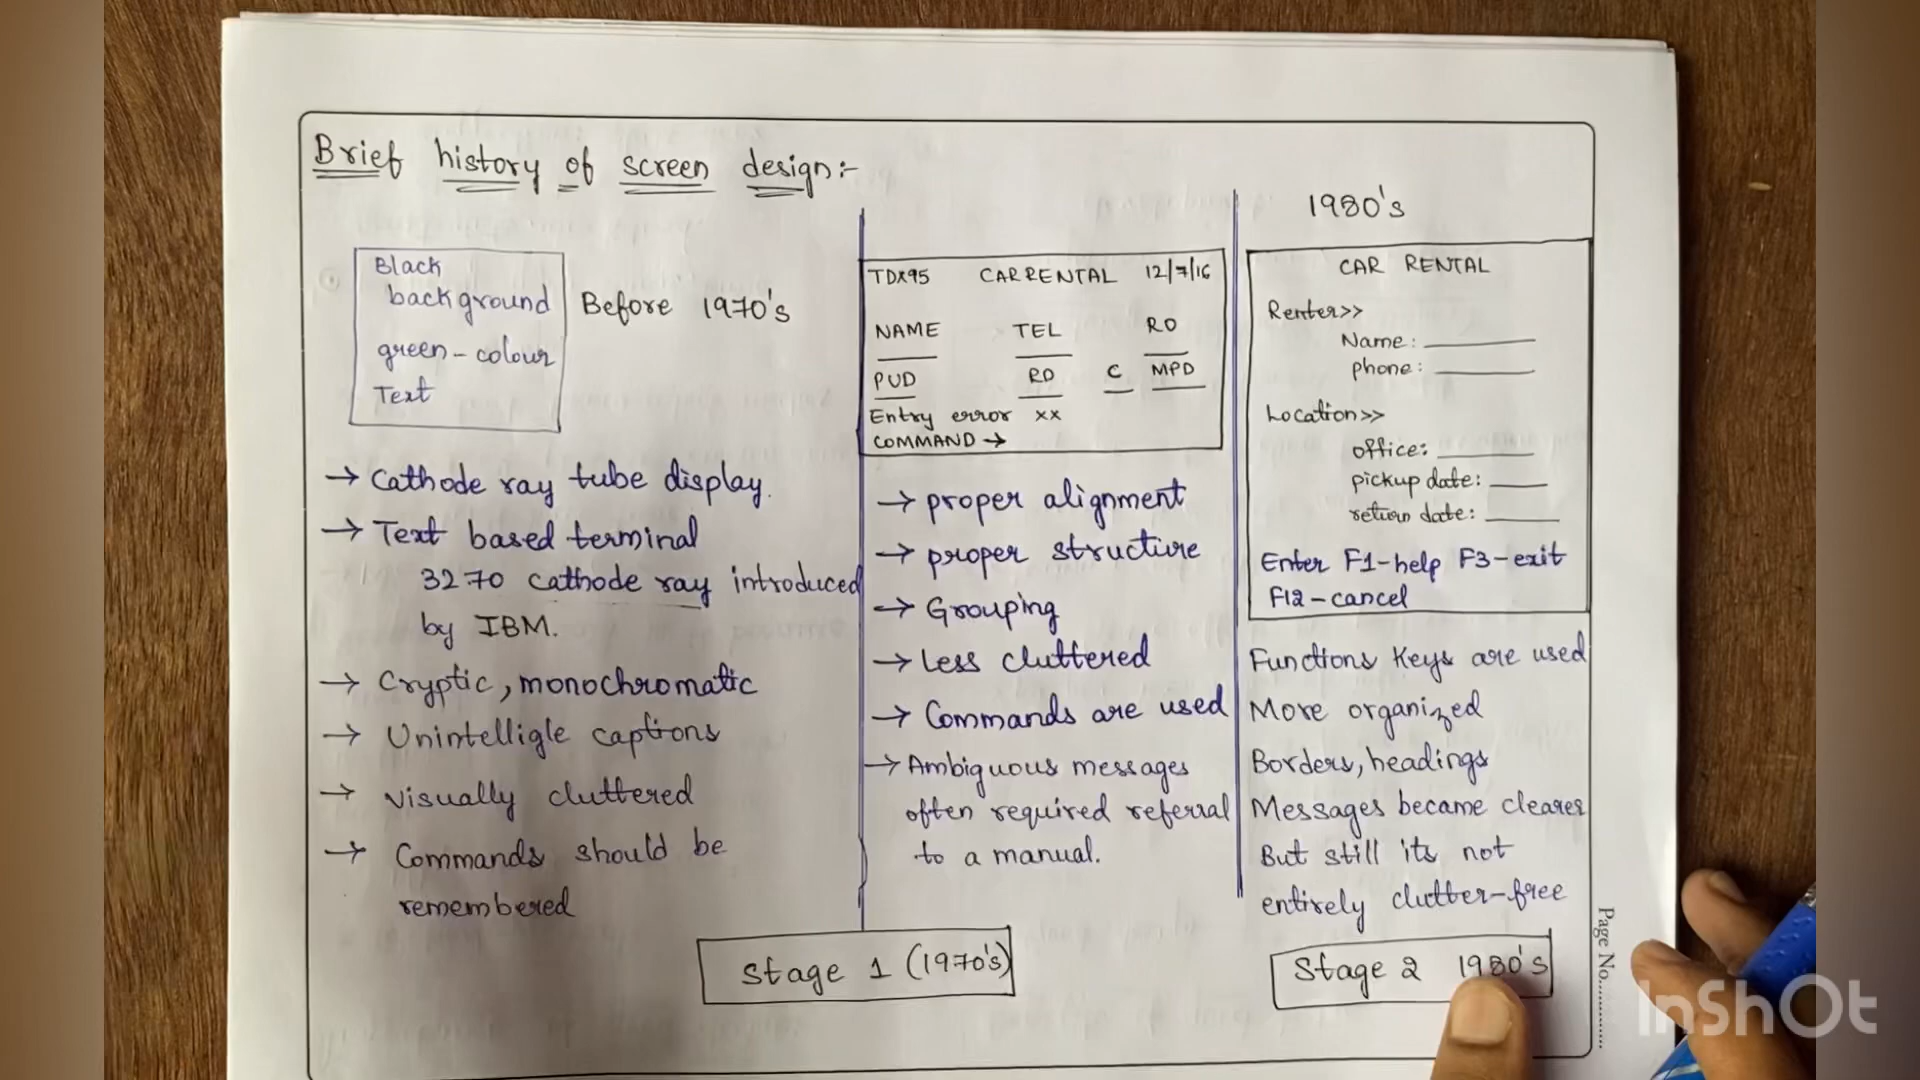 Brief history of screen design:-
Black
background
green-colour
Text
Before 1970's
→ Cathode ray tube display.
→ Text based terminal
3270 cathode ray introduced
by IBM.
→ Cryptic, monochromatic
→ Unintelligle captions
→ visually cluttered
→ Commands should be
remembered
TDX95 CARRENTAL 12/7/16
NAME TEL RO
PUD RD C MPD
Entry error xx
COMMAND →
→ proper alignment
→ proper structure
→ Grouping
→ Less cluttered
→ Commands are used
→ Ambiguous messages
often required referral
to a manual.
Stage 1 (1970's)
1980's
CAR RENTAL
Renter>>
Name:
phone:
Location>>
office:
pickup date:
return date:
Enter F1-help F3-exit
F12-cancel
Functions Keys are used
More organized
Borders, headings
Messages became clearer
But still its not
entirely clutter-free
Stage 2 1980's
Page No............
InShOt